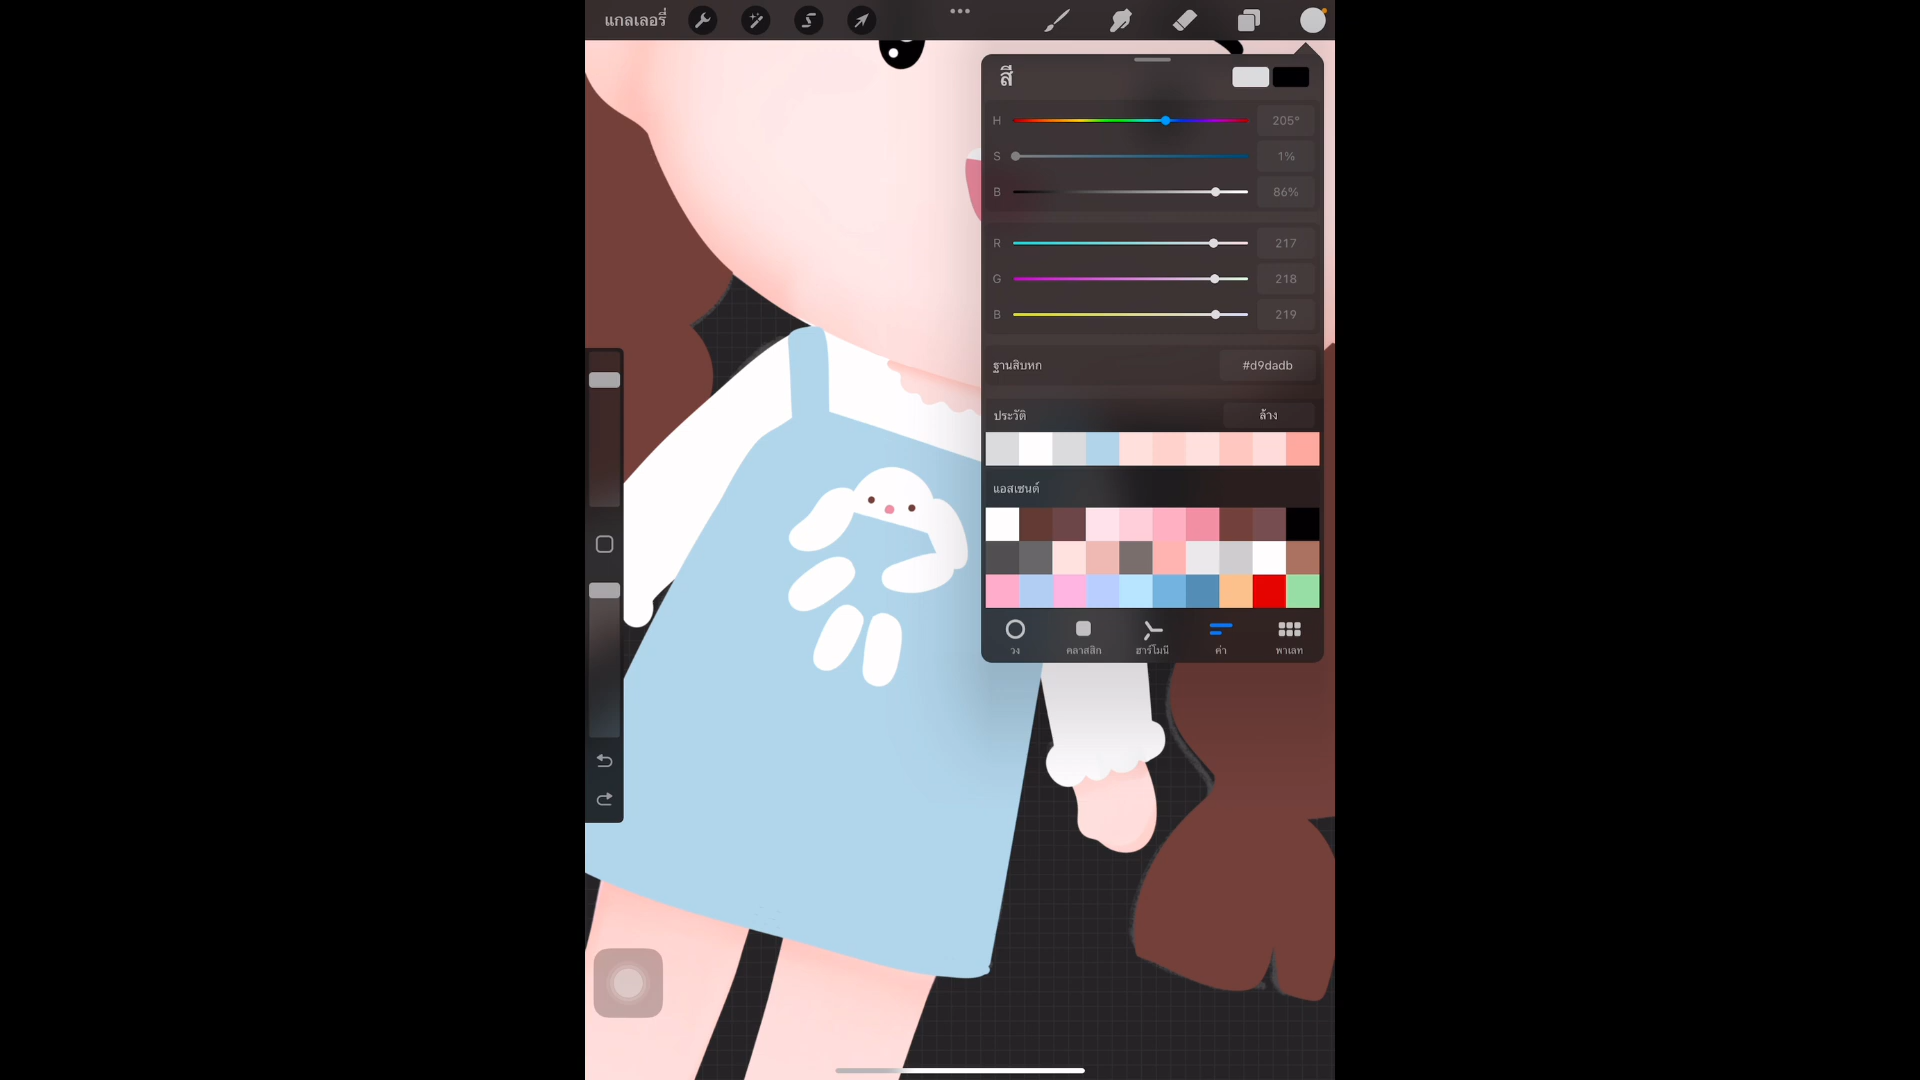 แกลเลอรี่
สี
H 205°
S 1%
B 86%
R 217
G 218
B 219
ฐานสิบหก #d9dadb
ประวัติ ล้าง
แอสเซนต์
วง คลาสสิก ฮาร์โมนี ค่า พาเลท